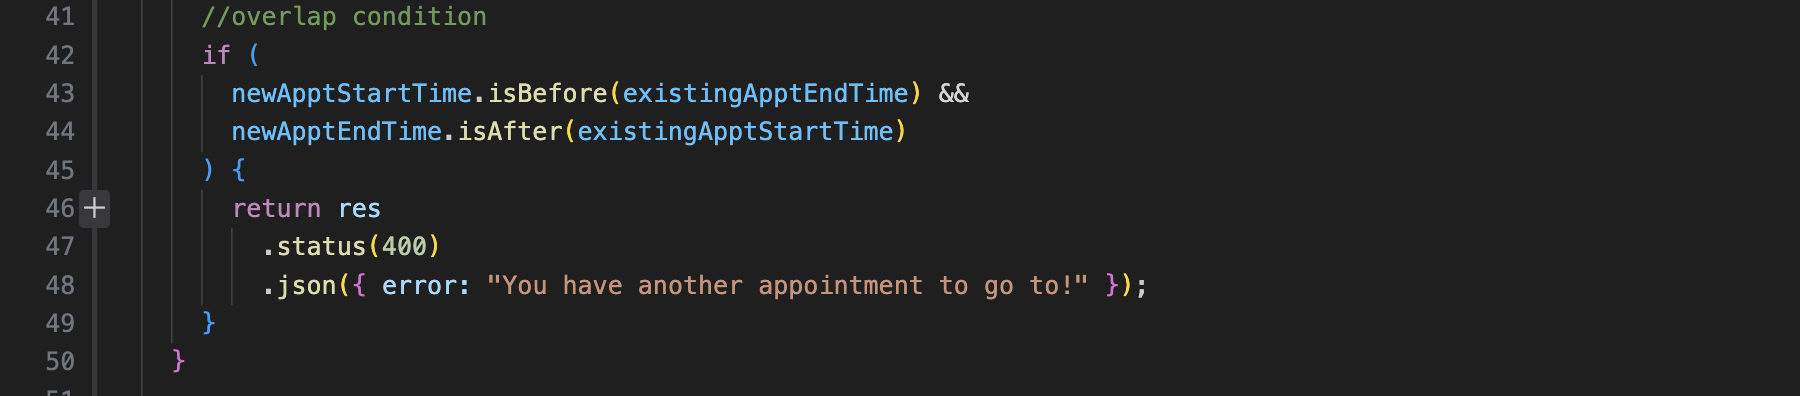 41 //overlap condition
42 if (
43 newApptStartTime.isBefore(existingApptEndTime) &&
44 newApptEndTime.isAfter(existingApptStartTime)
45 ) {
46 + return res
47 .status(400)
48 .json({ error: "You have another appointment to go to!" });
49 }
50 }